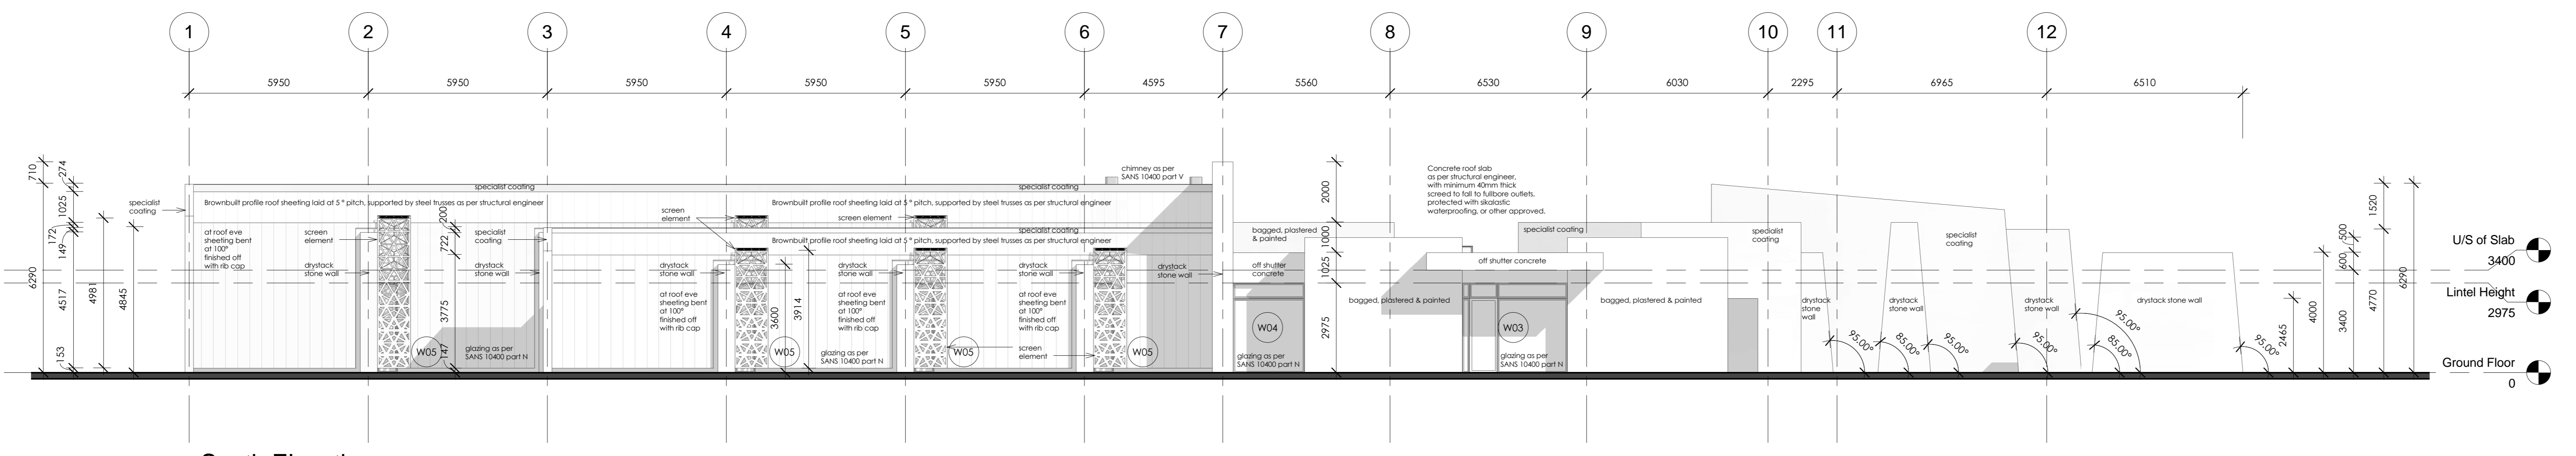 1 2 3 4 5 6 7 8 9 10 11 12
5950 5950 5950 5950 5950 4595 5560 6530 6030 2295 6965 6510
710
274
1025
172
149
6290
4517
4981
4845
153
specialist
coating
specialist coating
specialist coating
Brownbuilt profile roof sheeting laid at 5 ° pitch, supported by steel trusses as per structural engineer
Brownbuilt profile roof sheeting laid at 5 ° pitch, supported by steel trusses as per structural engineer
chimney as per
SANS 10400 part V
at roof eve
sheeting bent
at 100°
finished off
with rib cap
screen
element
drystack
stone wall
200
722
3775
147
specialist
coating
drystack
stone wall
W05
glazing as per
SANS 10400 part N
screen
element
screen element
specialist coating
Brownbuilt profile roof sheeting laid at 5 ° pitch, supported by steel trusses as per structural engineer
drystack
stone wall
at roof eve
sheeting bent
at 100°
finished off
with rib cap
3600
3914
W05
drystack
stone wall
at roof eve
sheeting bent
at 100°
finished off
with rib cap
glazing as per
SANS 10400 part N
W05
drystack
stone wall
at roof eve
sheeting bent
at 100°
finished off
with rib cap
screen
element
W05
drystack
stone wall
bagged, plastered
& painted
off shutter
concrete
W04
glazing as per
SANS 10400 part N
2000
1000
1025
2975
Concrete roof slab
as per structural engineer,
with minimum 40mm thick
screed to fall to fullbore outlets.
protected with sikalastic
waterproofing, or other approved.
bagged, plastered & painted
off shutter concrete
W03
glazing as per
SANS 10400 part N
specialist coating
bagged, plastered & painted
specialist
coating
drystack
stone
wall
95.00°
drystack
stone wall
85.00°
95.00°
specialist
coating
drystack
stone wall
95.00°
95.00°
85.00°
drystack stone wall
95.00°
2465
4000
500
600
3400
1520
4770
6290
U/S of Slab
3400
Lintel Height
2975
Ground Floor
0